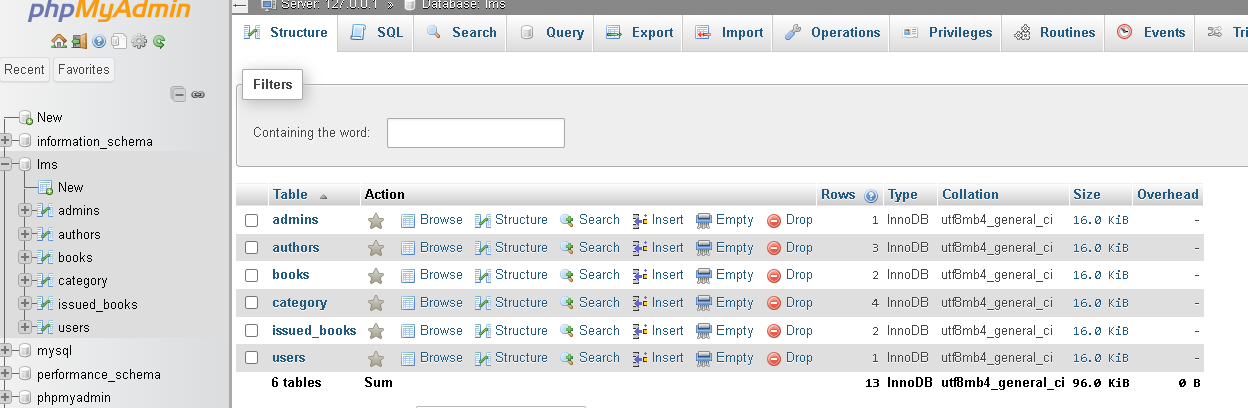 phpMyAdmin
Server: 127.0.0.1 » Database: lms
Structure SQL Search Query Export Import Operations Privileges Routines Events Tri
Recent Favorites
Filters
Containing the word:
New
information_schema
lms
New
admins
authors
books
category
issued_books
users
mysql
performance_schema
phpmyadmin
Table Action Rows Type Collation Size Overhead
admins Browse Structure Search Insert Empty Drop 1 InnoDB utf8mb4_general_ci 16.0 KiB -
authors Browse Structure Search Insert Empty Drop 3 InnoDB utf8mb4_general_ci 16.0 KiB -
books Browse Structure Search Insert Empty Drop 2 InnoDB utf8mb4_general_ci 16.0 KiB -
category Browse Structure Search Insert Empty Drop 4 InnoDB utf8mb4_general_ci 16.0 KiB -
issued_books Browse Structure Search Insert Empty Drop 2 InnoDB utf8mb4_general_ci 16.0 KiB -
users Browse Structure Search Insert Empty Drop 1 InnoDB utf8mb4_general_ci 16.0 KiB -
6 tables Sum 13 InnoDB utf8mb4_general_ci 96.0 KiB 0 B